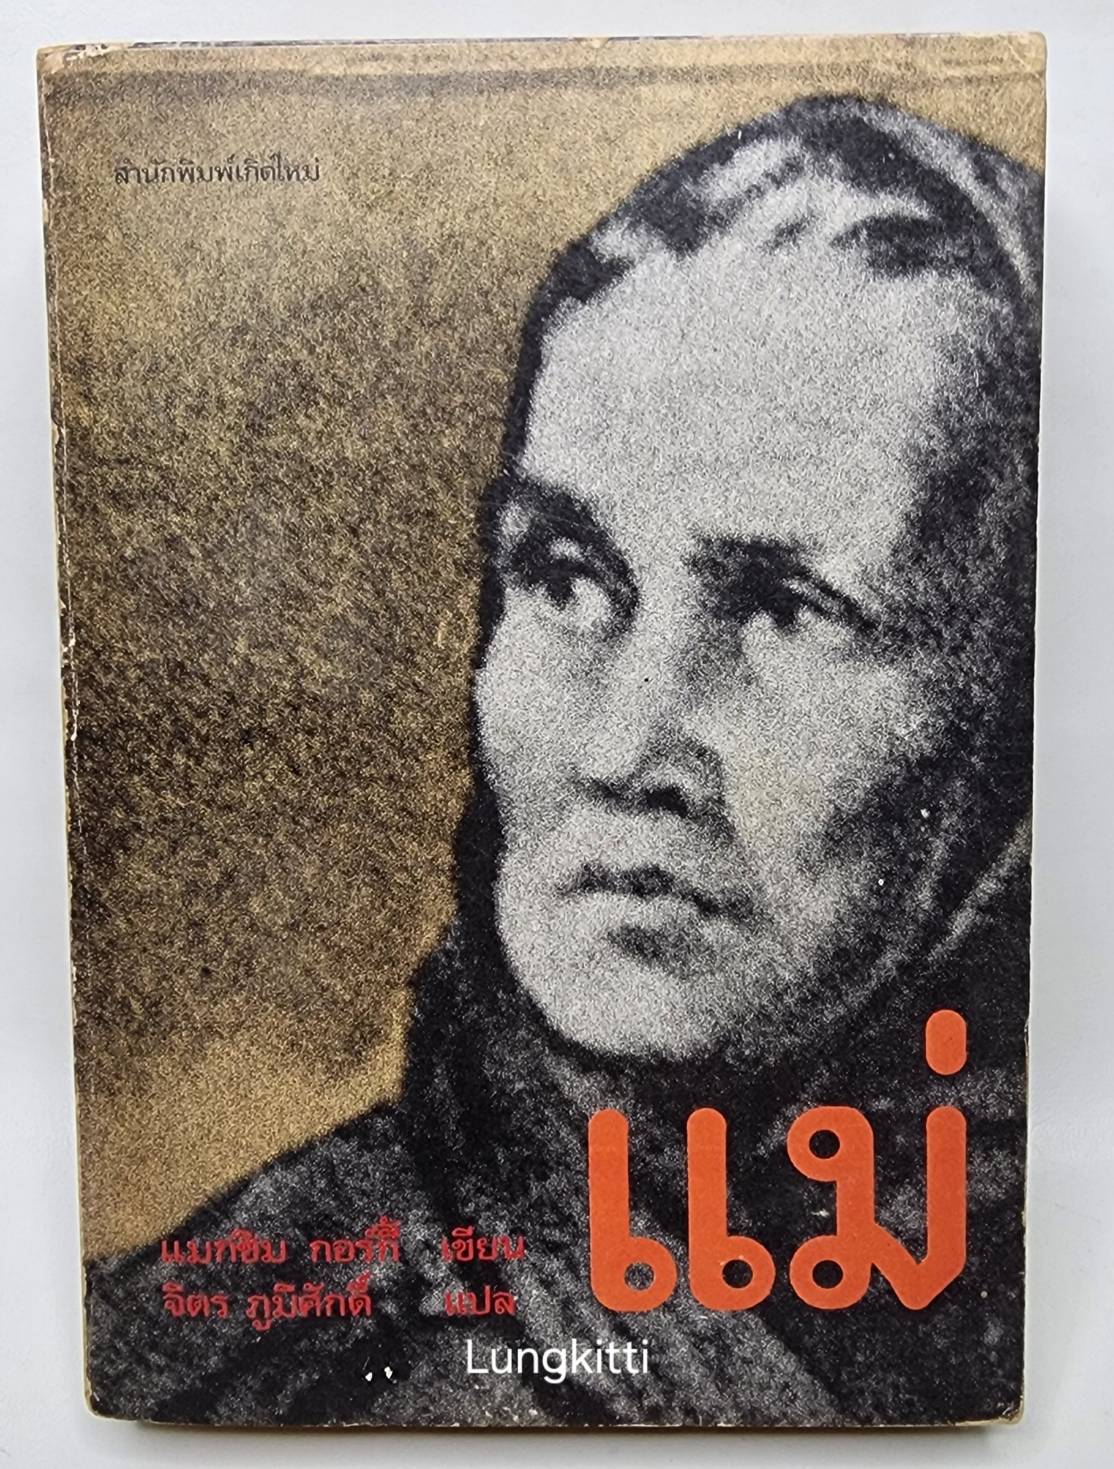 สำนักพิมพ์เกิดใหม่
แม่
แมกซิม กอร์กี้ เขียน
จิตร ภูมิศักดิ์ แปล
Lungkitti